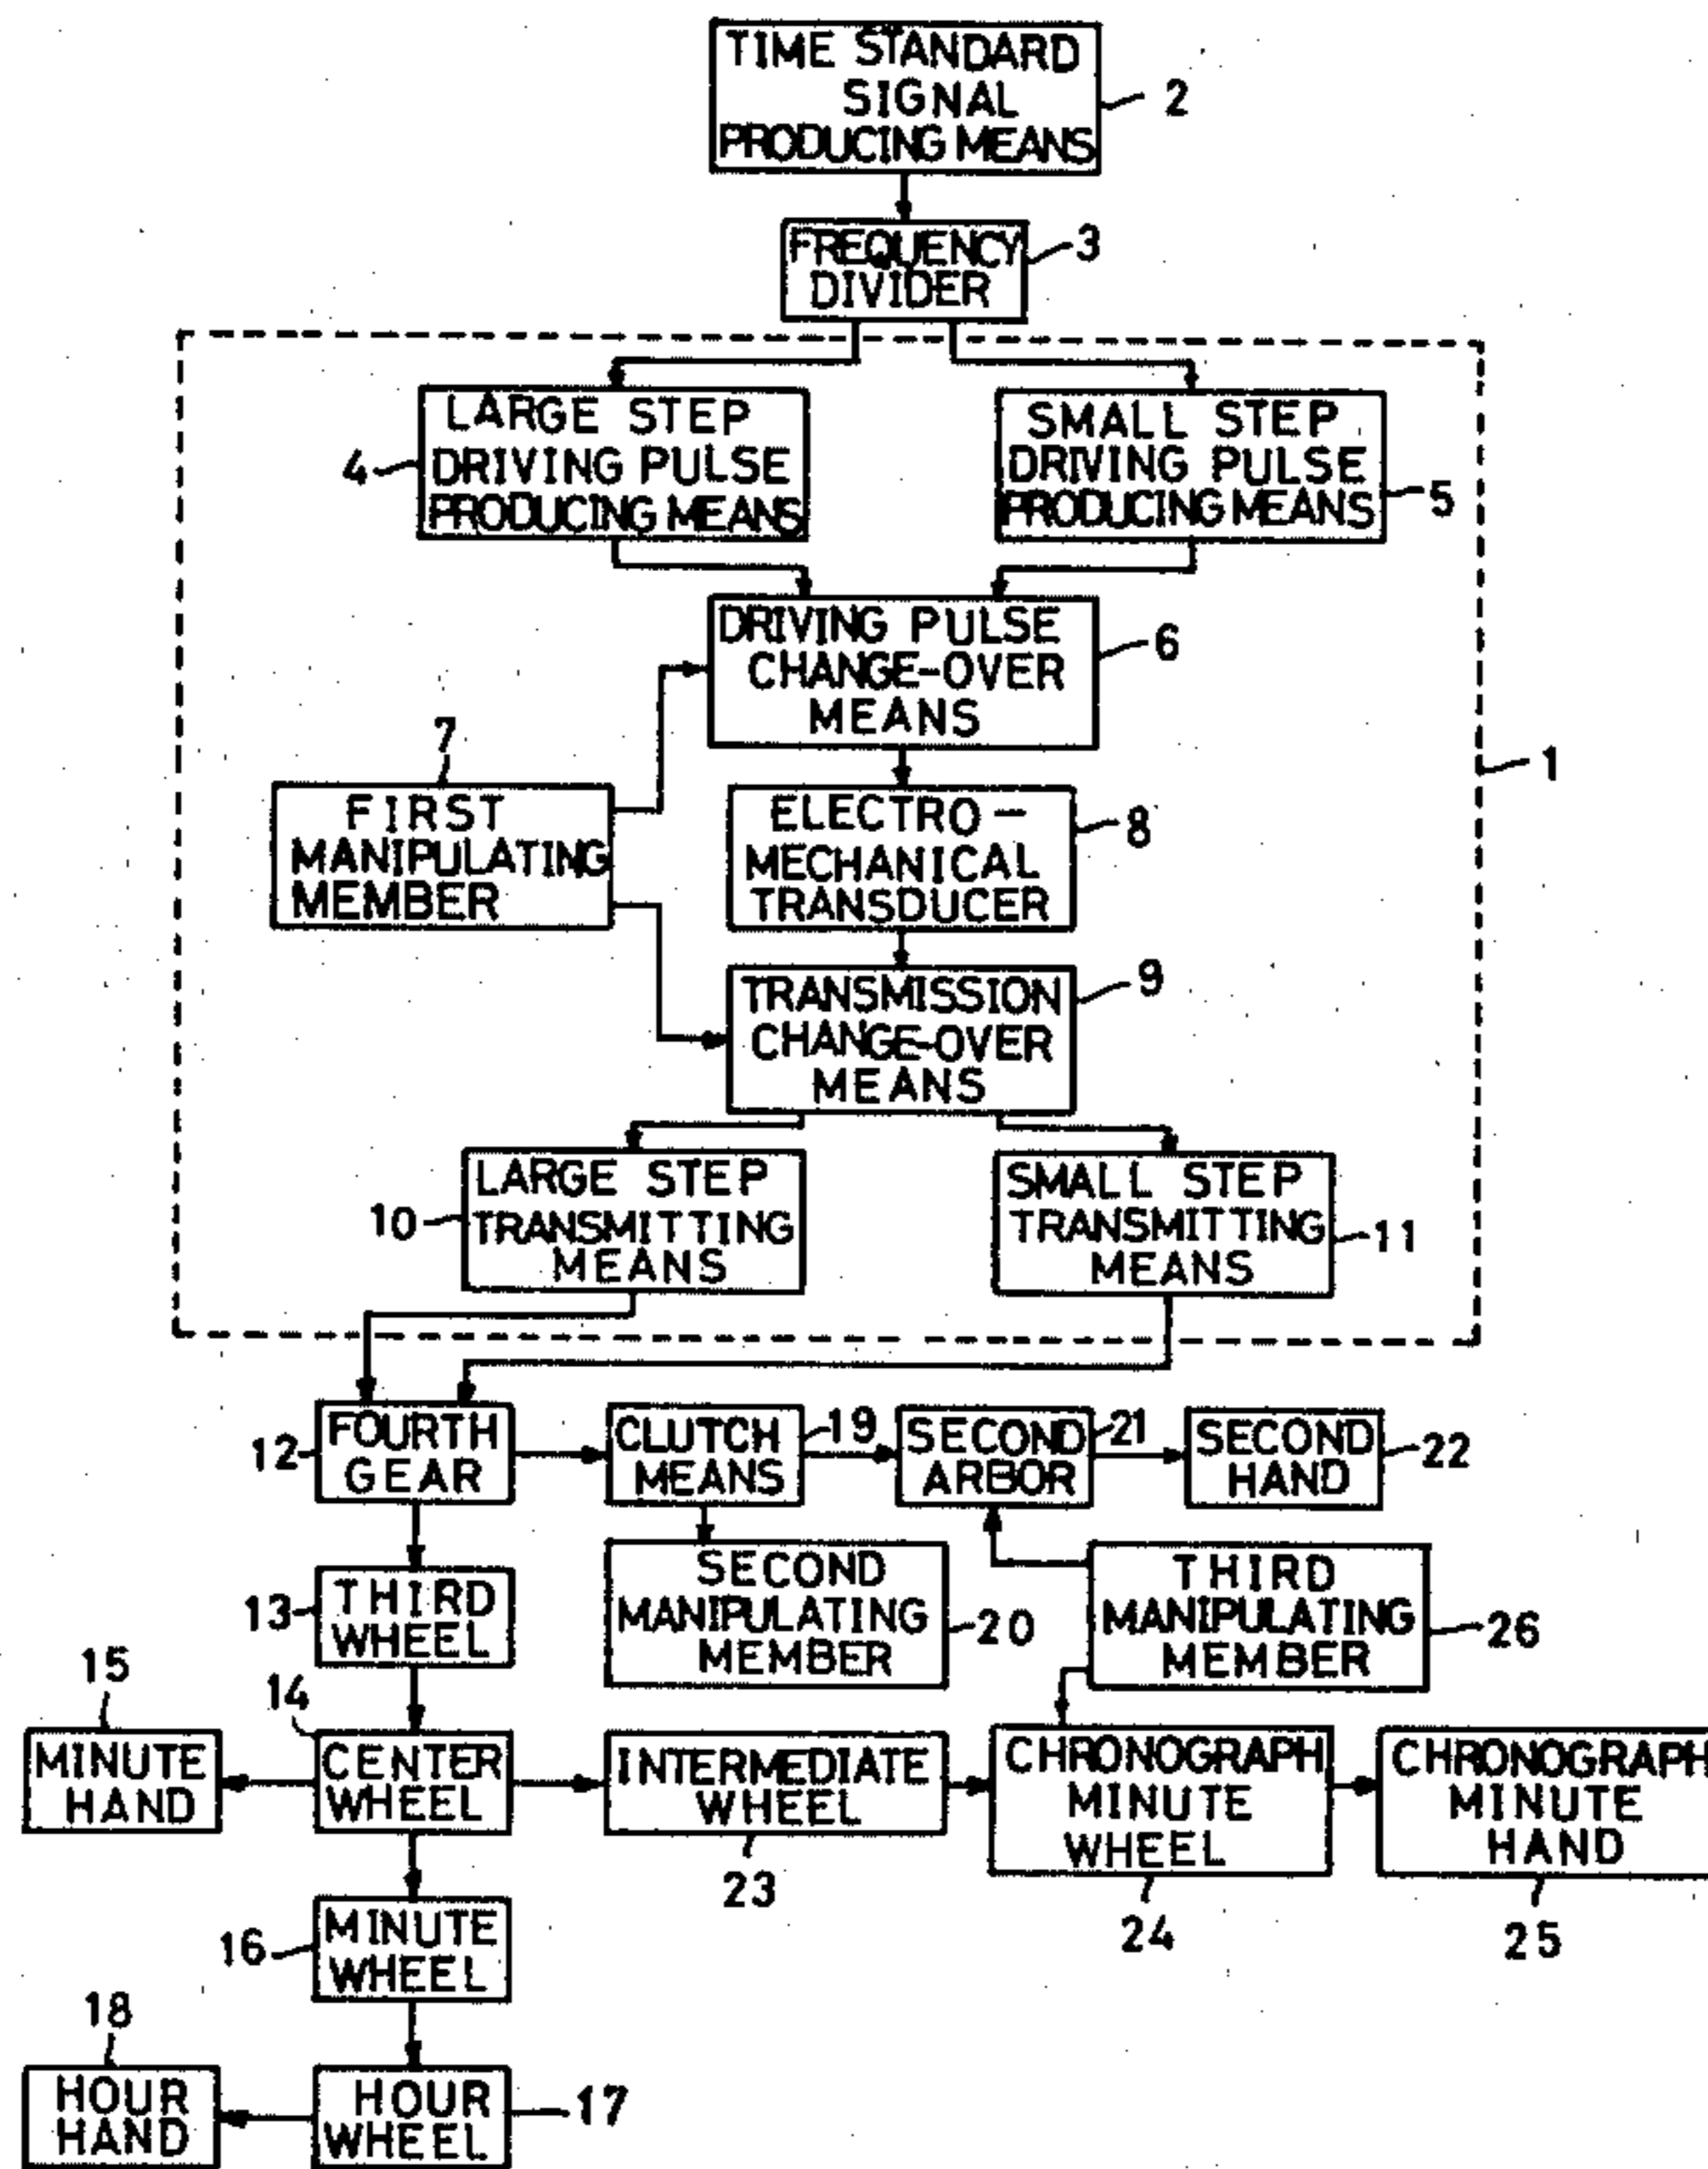 TIME STANDARD
SIGNAL
PRODUCING MEANS
2
FREQUENCY
DIVIDER
3
LARGE STEP
DRIVING PULSE
PRODUCING MEANS
4
SMALL STEP
DRIVING PULSE
PRODUCING MEANS
5
DRIVING PULSE
CHANGE-OVER
MEANS
6
7
FIRST
MANIPULATING
MEMBER
ELECTRO-
MECHANICAL
TRANSDUCER
8
1
TRANSMISSION
CHANGE-OVER
MEANS
9
LARGE STEP
TRANSMITTING
MEANS
10
SMALL STEP
TRANSMITTING
MEANS
11
FOURTH
GEAR
12
CLUTCH
MEANS
19
SECOND
ARBOR
21
SECOND
HAND
22
THIRD
WHEEL
13
SECOND
MANIPULATING
MEMBER
20
THIRD
MANIPULATING
MEMBER
26
15
MINUTE
HAND
14
CENTER
WHEEL
INTERMEDIATE
WHEEL
23
CHRONOGRAPH
MINUTE
WHEEL
24
CHRONOGRAPH
MINUTE
HAND
25
MINUTE
WHEEL
16
18
HOUR
HAND
HOUR
WHEEL
17